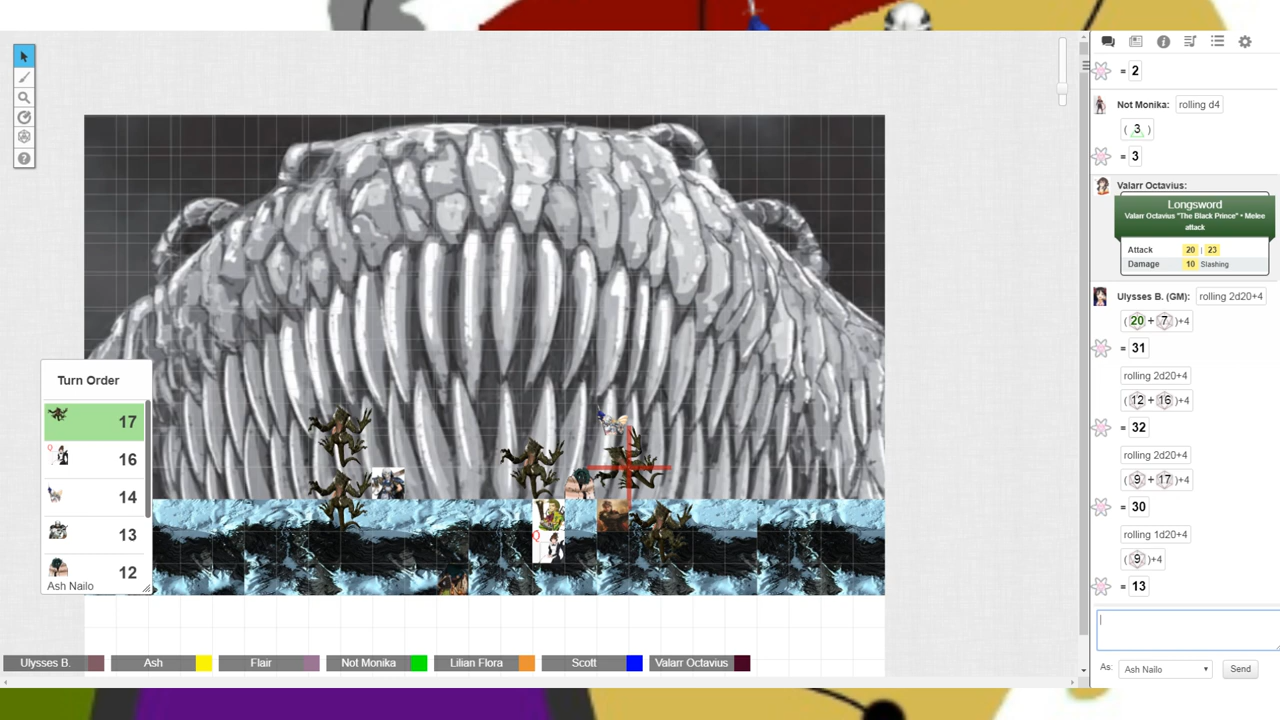 = 2
Not Monika: rolling d4
( 3 )
= 3
Valarr Octavius:
Longsword
Valarr Octavius "The Black Prince" • Melee
attack
Attack 20 | 23
Damage 10 Slashing
Ulysses B. (GM): rolling 2d20+4
(20 + 7)+4
= 31
rolling 2d20+4
(12 + 16)+4
= 32
rolling 2d20+4
(9 + 17)+4
= 30
rolling 1d20+4
(9)+4
= 13
As: Ash Nailo Send
Turn Order
17
Q 16
14
13
12
Ash Nailo
Q
Ulysses B. Ash Flair Not Monika Lilian Flora Scott Valarr Octavius